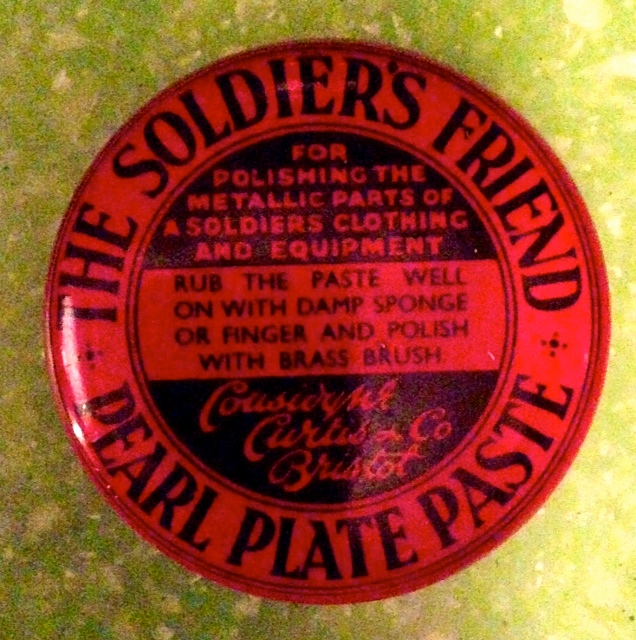 THE SOLDIER'S FRIEND
FOR
POLISHING THE
METALLIC PARTS OF
A SOLDIERS CLOTHING
AND EQUIPMENT
RUB THE PASTE WELL
ON WITH DAMP SPONGE
OR FINGER AND POLISH
WITH BRASS BRUSH.
Curtis & Co
Bristol
PEARL PLATE PASTE